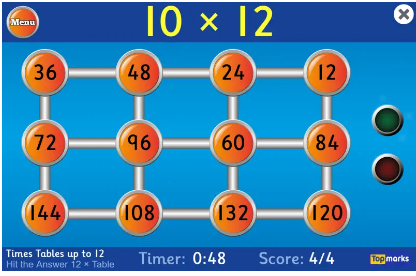 Menu
10 × 12
36 48 24 12
72 96 60 84
144 108 132 120
Times Tables up to 12
Hit the Answer 12 × Table
Timer: 0:48
Score: 4/4
Topmarks